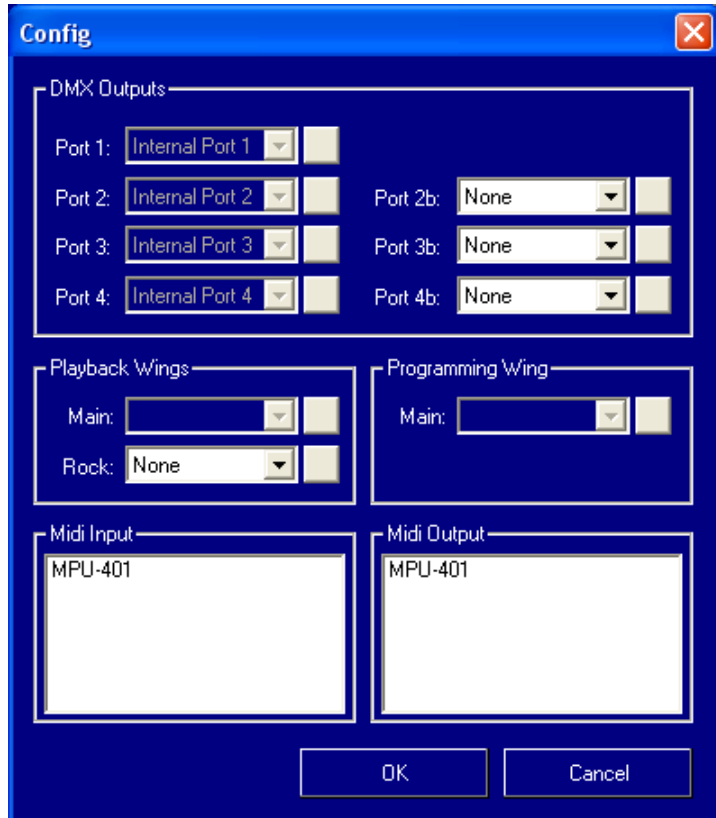 Config
DMX Outputs
Port 1: Internal Port 1
Port 2: Internal Port 2 Port 2b: None
Port 3: Internal Port 3 Port 3b: None
Port 4: Internal Port 4 Port 4b: None
Playback Wings
Main:
Rock: None
Programming Wing
Main:
Midi Input
MPU-401
Midi Output
MPU-401
OK Cancel